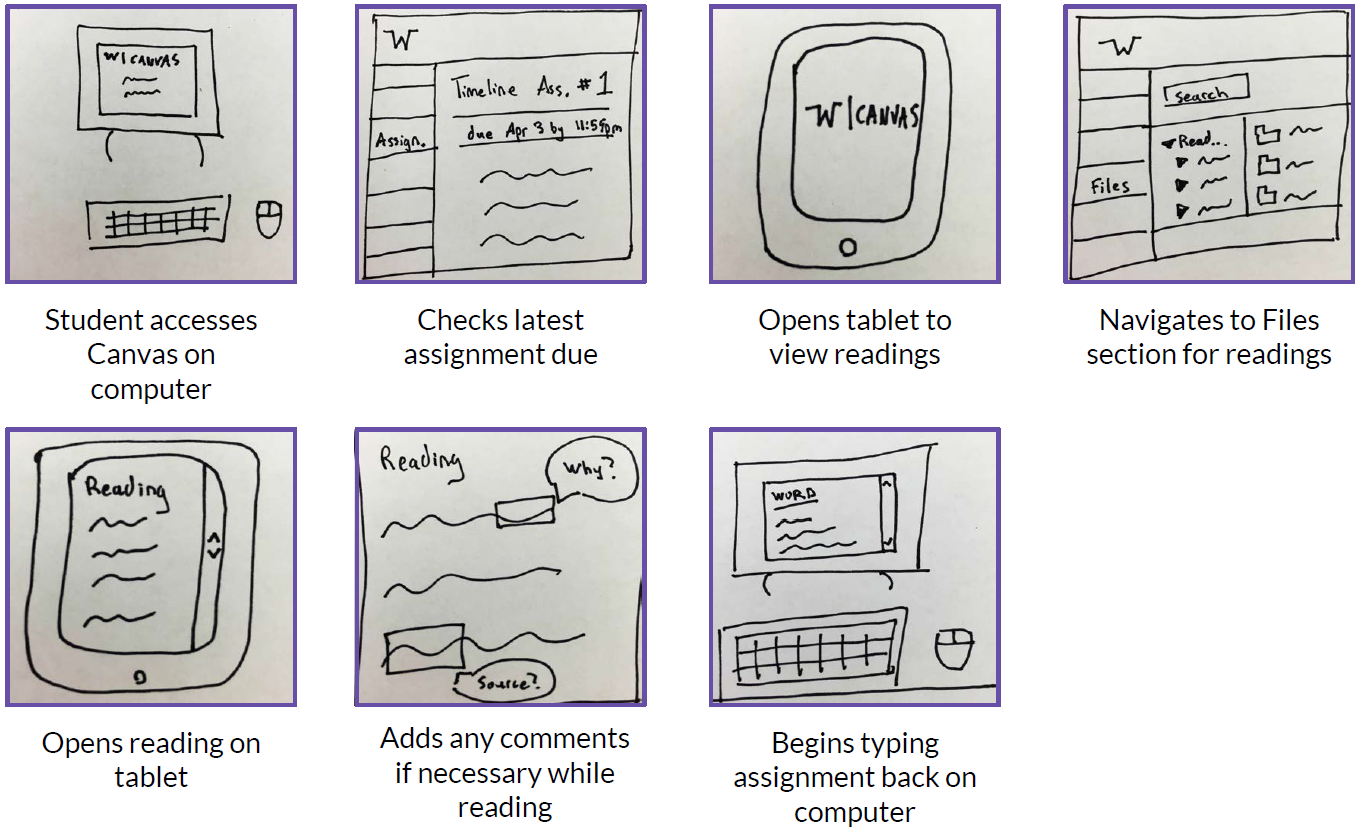 W | CANVAS
Student accesses
Canvas on
computer
W
Timeline Ass. #1
due Apr 3 by 11:59pm
Assign.
Checks latest
assignment due
W | CANVAS
Opens tablet to
view readings
W
search
Read...
Files
Navigates to Files
section for readings
Reading
Opens reading on
tablet
Reading
Why?
Source?
Adds any comments
if necessary while
reading
WORD
Begins typing
assignment back on
computer